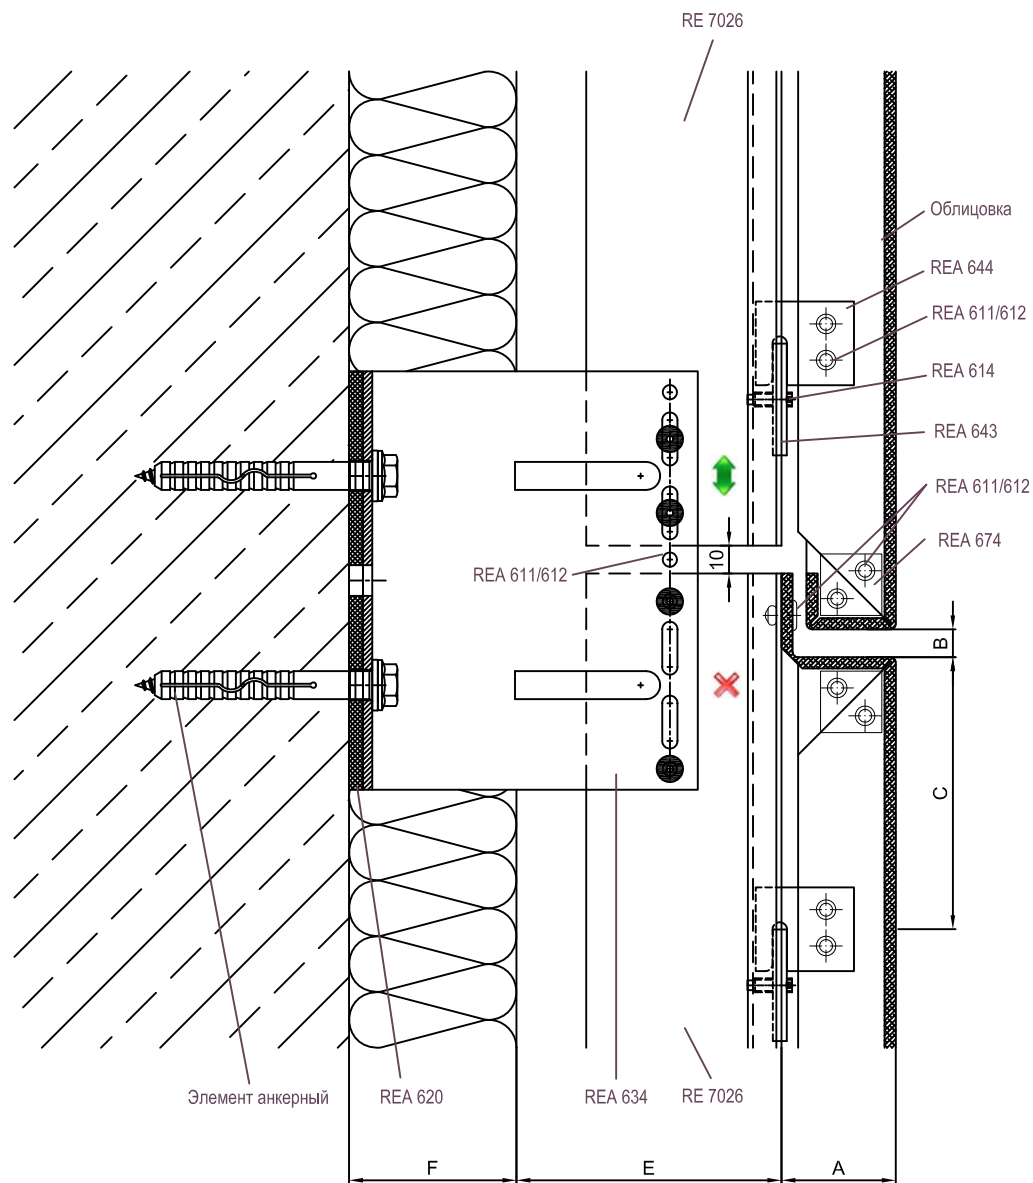 RE 7026
Облицовка
REA 644
REA 611/612
REA 614
REA 643
REA 611/612
REA 674
10
REA 611/612
B
C
Элемент анкерный
REA 620
REA 634
RE 7026
F
E
A